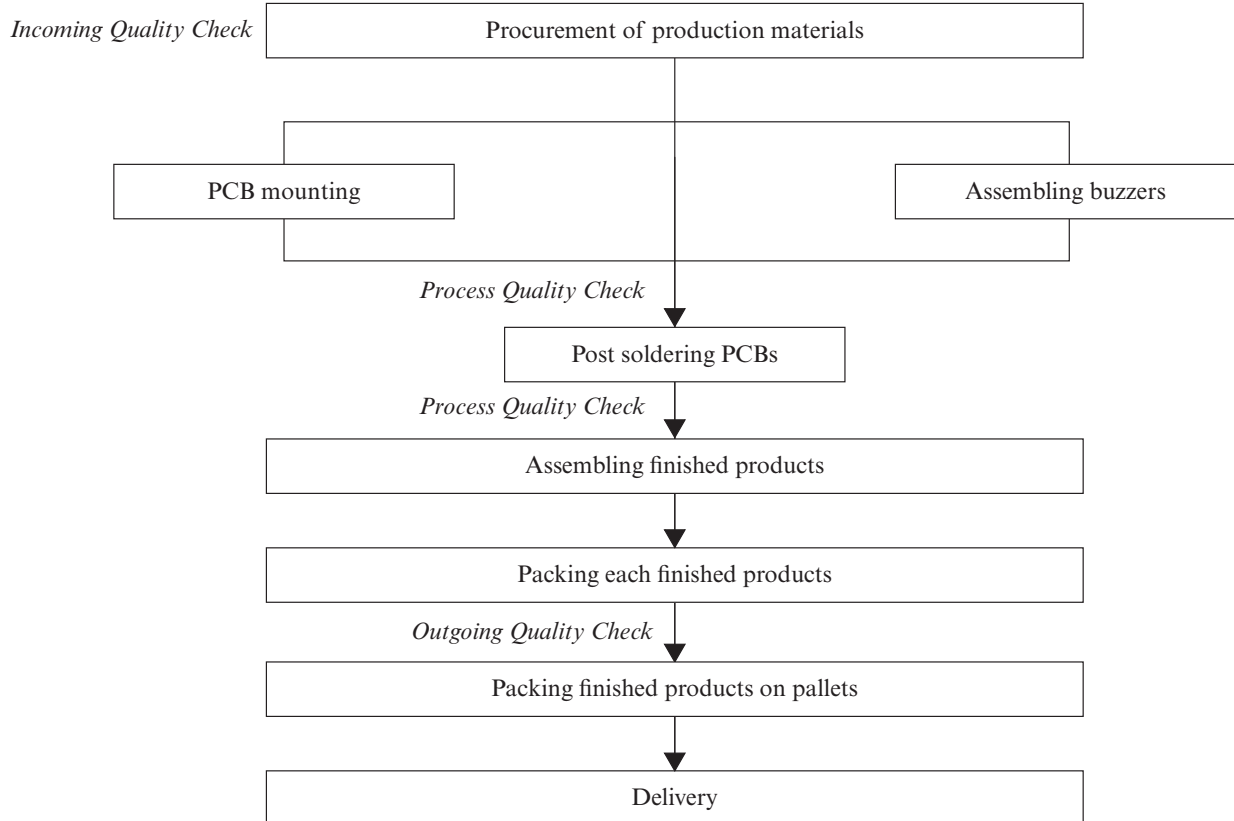 Incoming Quality Check
Procurement of production materials
PCB mounting
Assembling buzzers
Process Quality Check
Post soldering PCBs
Process Quality Check
Assembling finished products
Packing each finished products
Outgoing Quality Check
Packing finished products on pallets
Delivery